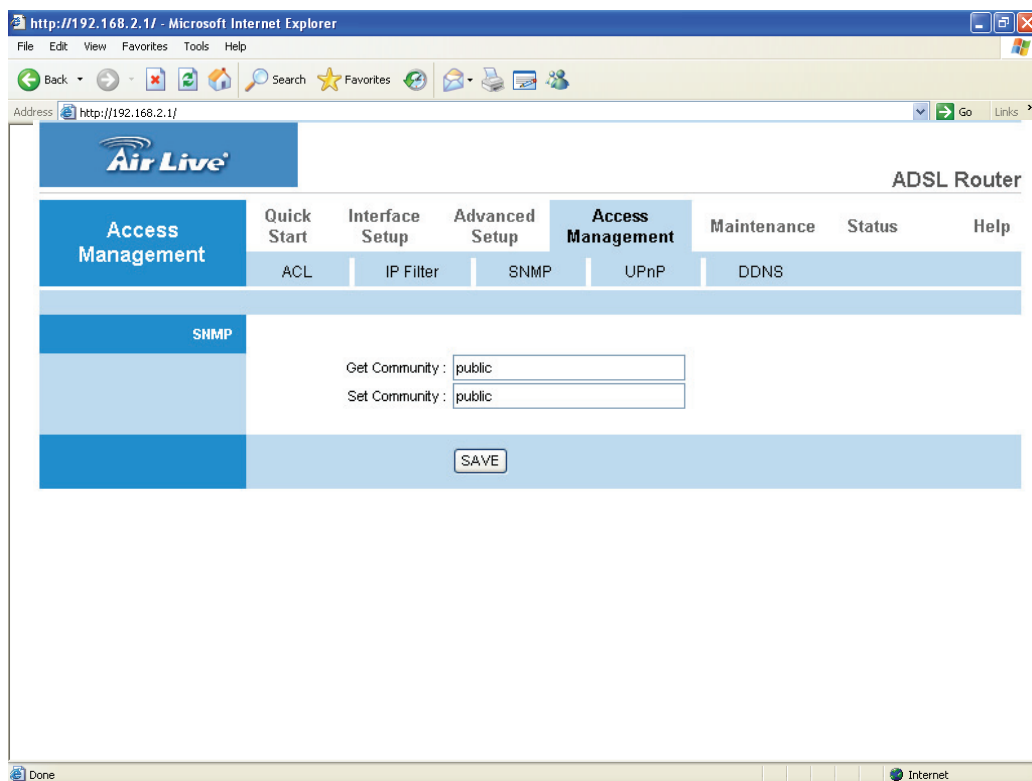 http://192.168.2.1/ - Microsoft Internet Explorer
File Edit View Favorites Tools Help
Back Search Favorites
Address http://192.168.2.1/ Go Links
Air Live
ADSL Router
Access Management
Quick Start
Interface Setup
Advanced Setup
Access Management
Maintenance
Status
Help
ACL IP Filter SNMP UPnP DDNS
SNMP
Get Community : public
Set Community : public
SAVE
Done Internet